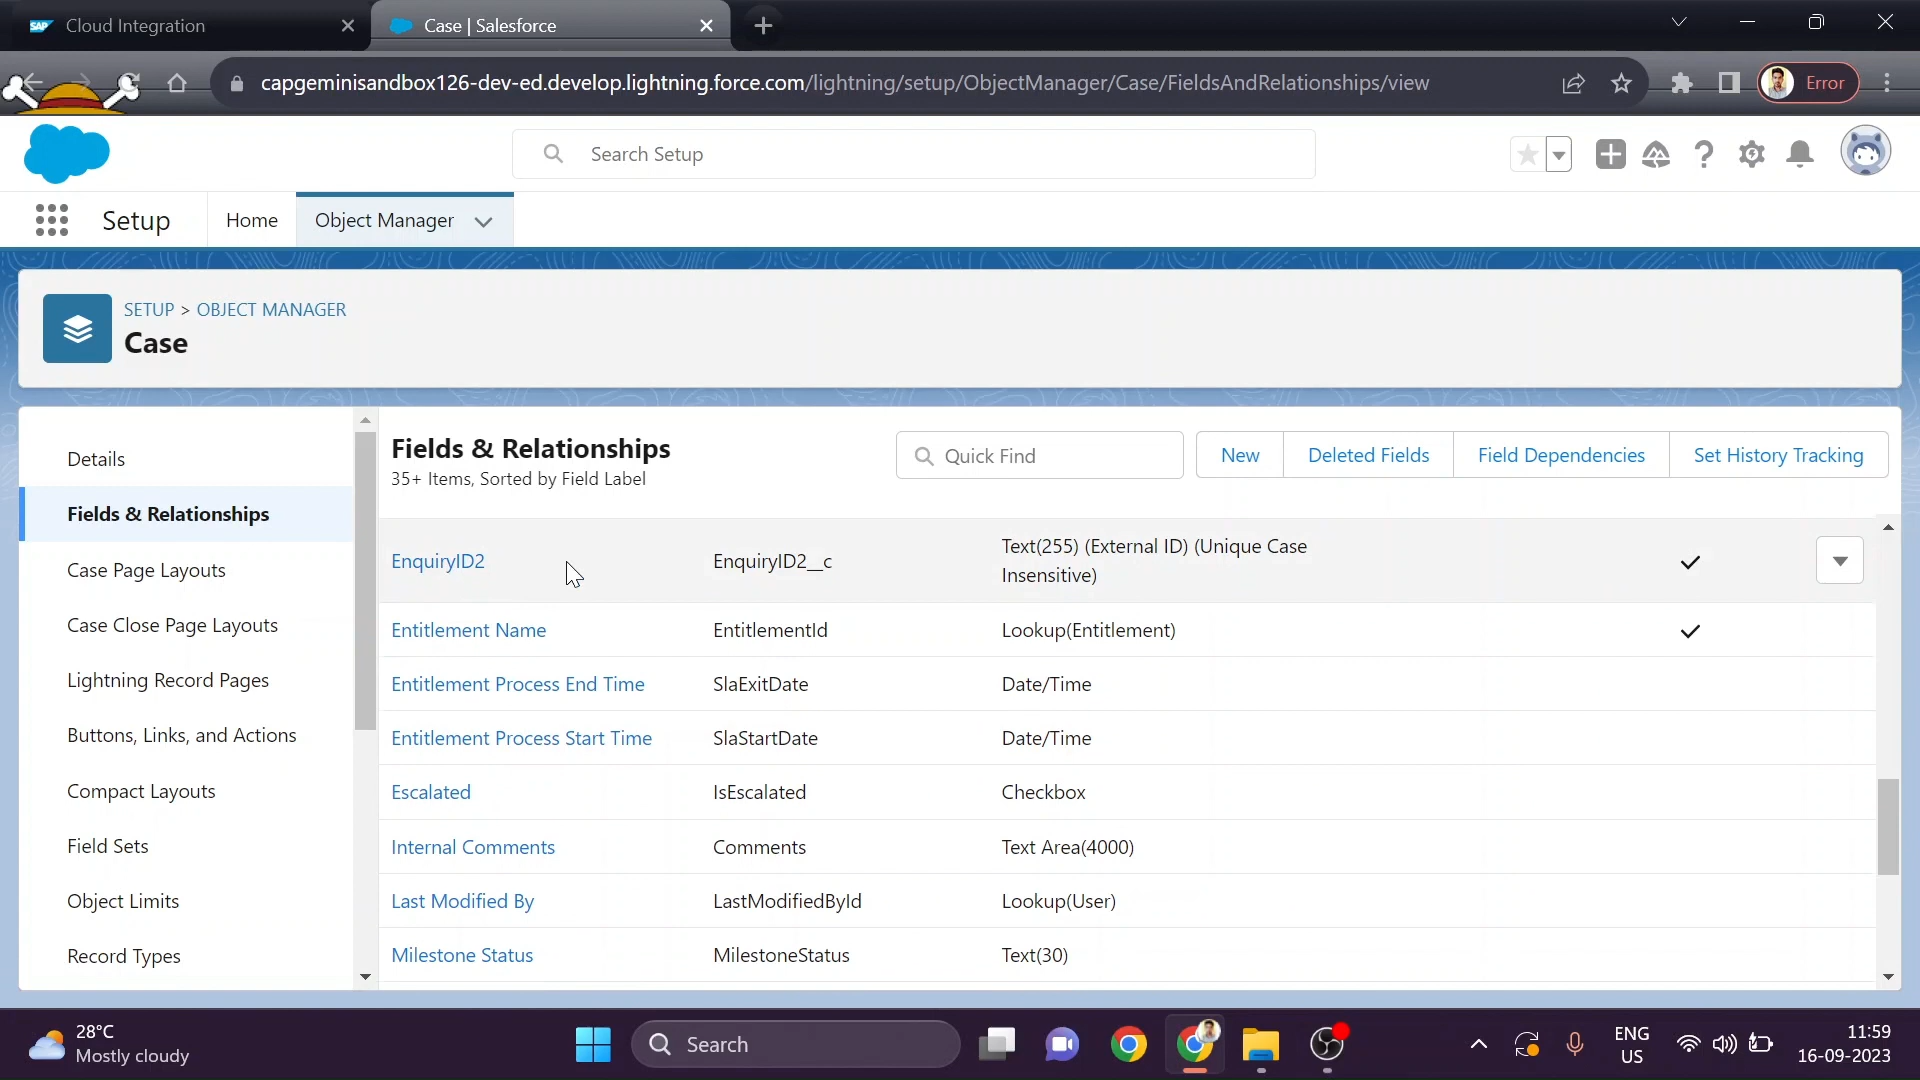 SAP Cloud Integration
Case | Salesforce
capgeminisandbox126-dev-ed.develop.lightning.force.com/lightning/setup/ObjectManager/Case/FieldsAndRelationships/view
Error
Search Setup
Setup
Home
Object Manager
SETUP > OBJECT MANAGER
Case
Details
Fields & Relationships
Case Page Layouts
Case Close Page Layouts
Lightning Record Pages
Buttons, Links, and Actions
Compact Layouts
Field Sets
Object Limits
Record Types
Fields & Relationships
35+ Items, Sorted by Field Label
Quick Find
New
Deleted Fields
Field Dependencies
Set History Tracking
EnquiryID2 EnquiryID2__c Text(255) (External ID) (Unique Case
Insensitive)
Entitlement Name EntitlementId Lookup(Entitlement)
Entitlement Process End Time SlaExitDate Date/Time
Entitlement Process Start Time SlaStartDate Date/Time
Escalated IsEscalated Checkbox
Internal Comments Comments Text Area(4000)
Last Modified By LastModifiedById Lookup(User)
Milestone Status MilestoneStatus Text(30)
28°C
Mostly cloudy
Search
ENG
US
11:59
16-09-2023